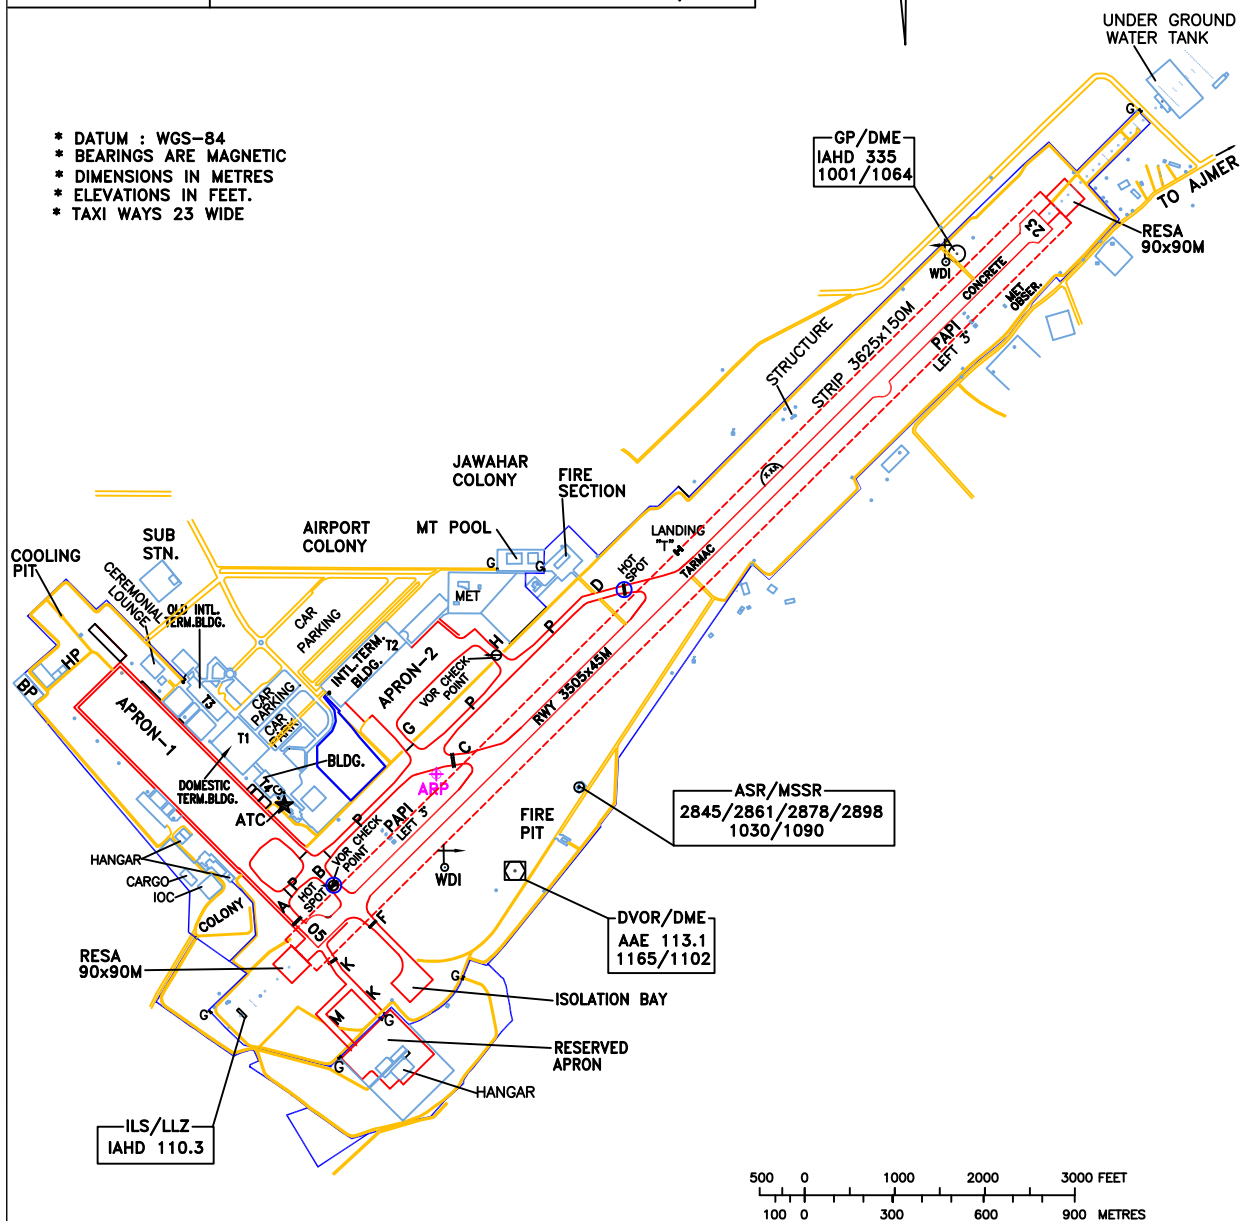 UNDER GROUND
WATER TANK
G
* DATUM : WGS-84
* BEARINGS ARE MAGNETIC
* DIMENSIONS IN METRES
* ELEVATIONS IN FEET.
* TAXI WAYS 23 WIDE
GP/DME
IAHD 335
1001/1064
TO AJMER
RESA
90x90M
23
WDI
CONCRETE
MET
OBSER.
PAPI
LEFT 3°
STRIP 3625x150M
STRUCTURE
JAWAHAR
COLONY
FIRE
SECTION
MT POOL
AIRPORT
COLONY
SUB
STN.
COOLING
PIT
CEREMONIAL
LOUNGE
OLD INTL.
TERM.BLDG.
CAR
PARKING
G
G
MET
LANDING
"T"
H
TARMAC
HOT
SPOT
D
P
H
T2
INTL.TERM.
BLDG.
APRON-2
VOR CHECK
POINT
P
G
C
RWY 3505x45M
HP
BP
APRON-1
T3
CAR
PARKING
CAR
PARK
T1
BLDG.
DOMESTIC
TERM.BLDG.
T4
ATC
ARP
PAPI
LEFT 3°
P
VOR CHECK
POINT
WDI
FIRE
PIT
ASR/MSSR
2845/2861/2878/2898
1030/1090
HANGAR
CARGO
IOC
COLONY
B
P
HOT
SPOT
A
05
F
DVOR/DME
AAE 113.1
1165/1102
RESA
90x90M
K
K
M
G
G
G
G
ISOLATION BAY
RESERVED
APRON
HANGAR
ILS/LLZ
IAHD 110.3
500 0 1000 2000 3000 FEET
100 0 300 600 900 METRES